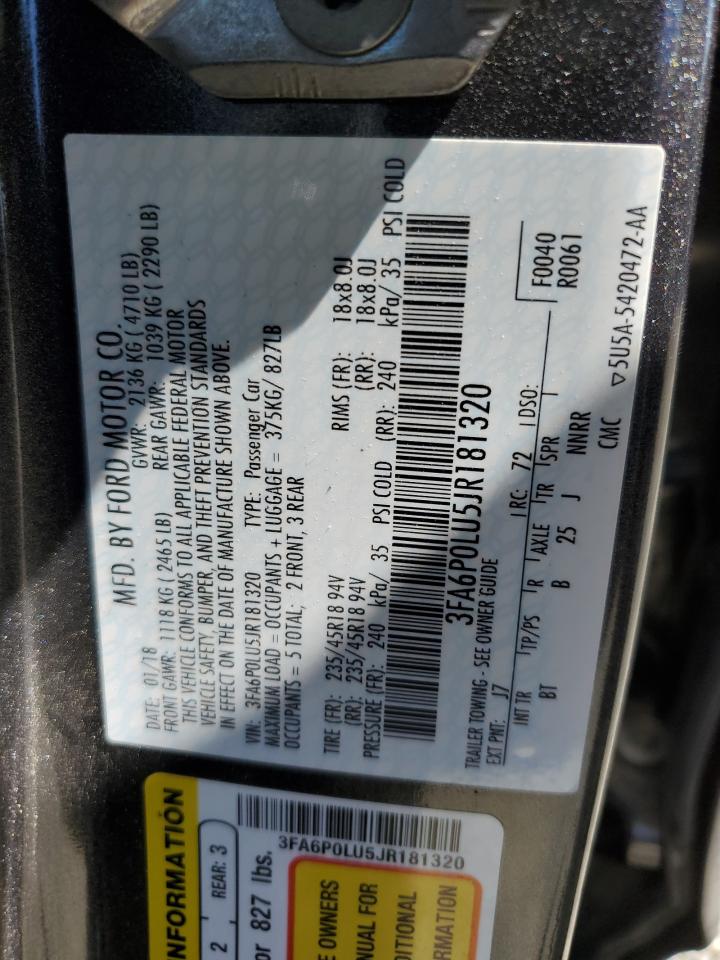 MFD. BY FORD MOTOR CO.
DATE: 01/18 GVWR: 2136 KG ( 4710 LB)
FRONT GAWR: 1118 KG ( 2465 LB) REAR GAWR: 1039 KG ( 2290 LB)
THIS VEHICLE CONFORMS TO ALL APPLICABLE FEDERAL MOTOR
VEHICLE SAFETY, BUMPER, AND THEFT PREVENTION STANDARDS
IN EFFECT ON THE DATE OF MANUFACTURE SHOWN ABOVE.
VIN: 3FA6P0LU5JR181320 TYPE: Passenger Car
MAXIMUM LOAD = OCCUPANTS + LUGGAGE = 375KG/ 827LB
OCCUPANTS = 5 TOTAL; 2 FRONT, 3 REAR
TIRE (FR): 235/45R18 94V RIMS (FR): 18x8.0J
(RR): 235/45R18 94V (RR): 18x8.0J
PRESSURE (FR): 240 kPa/ 35 PSI COLD (RR): 240 kPa/ 35 PSI COLD
3FA6P0LU5JR181320
TRAILER TOWING - SEE OWNER GUIDE
EXT PNT: J7 RC: 72 DSO: F0040
R0061
INT TR TP/PS R AXLE TR SPR
BT B 25 J NNRR
CMC ▽5U5A-5420472-AA
INFORMATION
2 REAR: 3
or 827 lbs.
3FA6P0LU5JR181320
E OWNERS
NUAL FOR
DITIONAL
RMATION